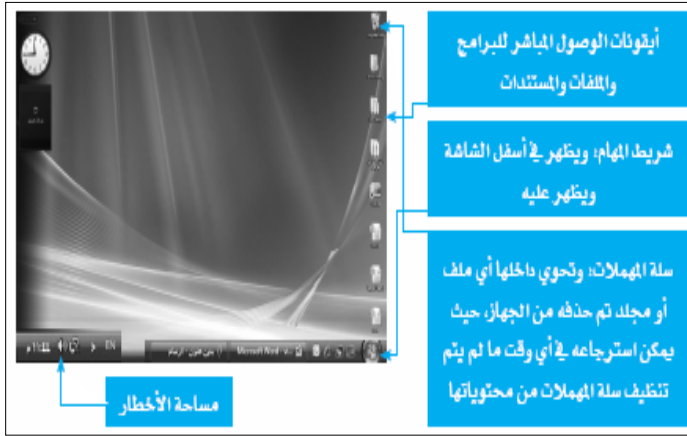 أيقونات الوصول المباشر للبرامج
والملفات والمستندات
شريط المهام: ويظهر في أسفل الشاشة
ويظهر عليه
سلة المهملات: وتحوي داخلها أي ملف
أو مجلد تم حذفه من الجهاز، حيث
يمكن استرجاعه في أي وقت ما لم يتم
تنظيف سلة المهملات من محتوياتها
EN
Microsoft Word
مساحة الأخطار